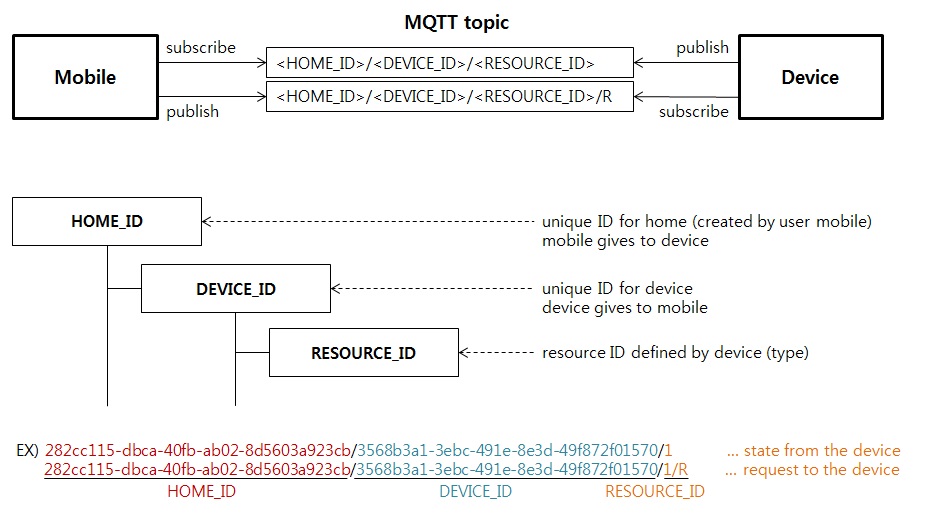 MQTT topic
Mobile
subscribe
<HOME_ID>/<DEVICE_ID>/<RESOURCE_ID>
publish
Device
publish
<HOME_ID>/<DEVICE_ID>/<RESOURCE_ID>/R
subscribe
HOME_ID
unique ID for home (created by user mobile)
mobile gives to device
DEVICE_ID
unique ID for device
device gives to mobile
RESOURCE_ID
resource ID defined by device (type)
EX) 282cc115-dbca-40fb-ab02-8d5603a923cb/3568b3a1-3ebc-491e-8e3d-49f872f01570/1 ... state from the device
282cc115-dbca-40fb-ab02-8d5603a923cb/3568b3a1-3ebc-491e-8e3d-49f872f01570/1/R ... request to the device
HOME_ID DEVICE_ID RESOURCE_ID